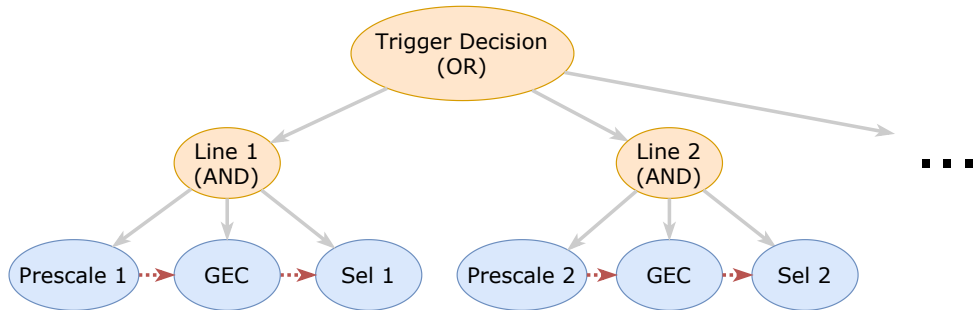 Trigger Decision
(OR)
Line 1
(AND)
Line 2
(AND)
Prescale 1
GEC
Sel 1
Prescale 2
GEC
Sel 2